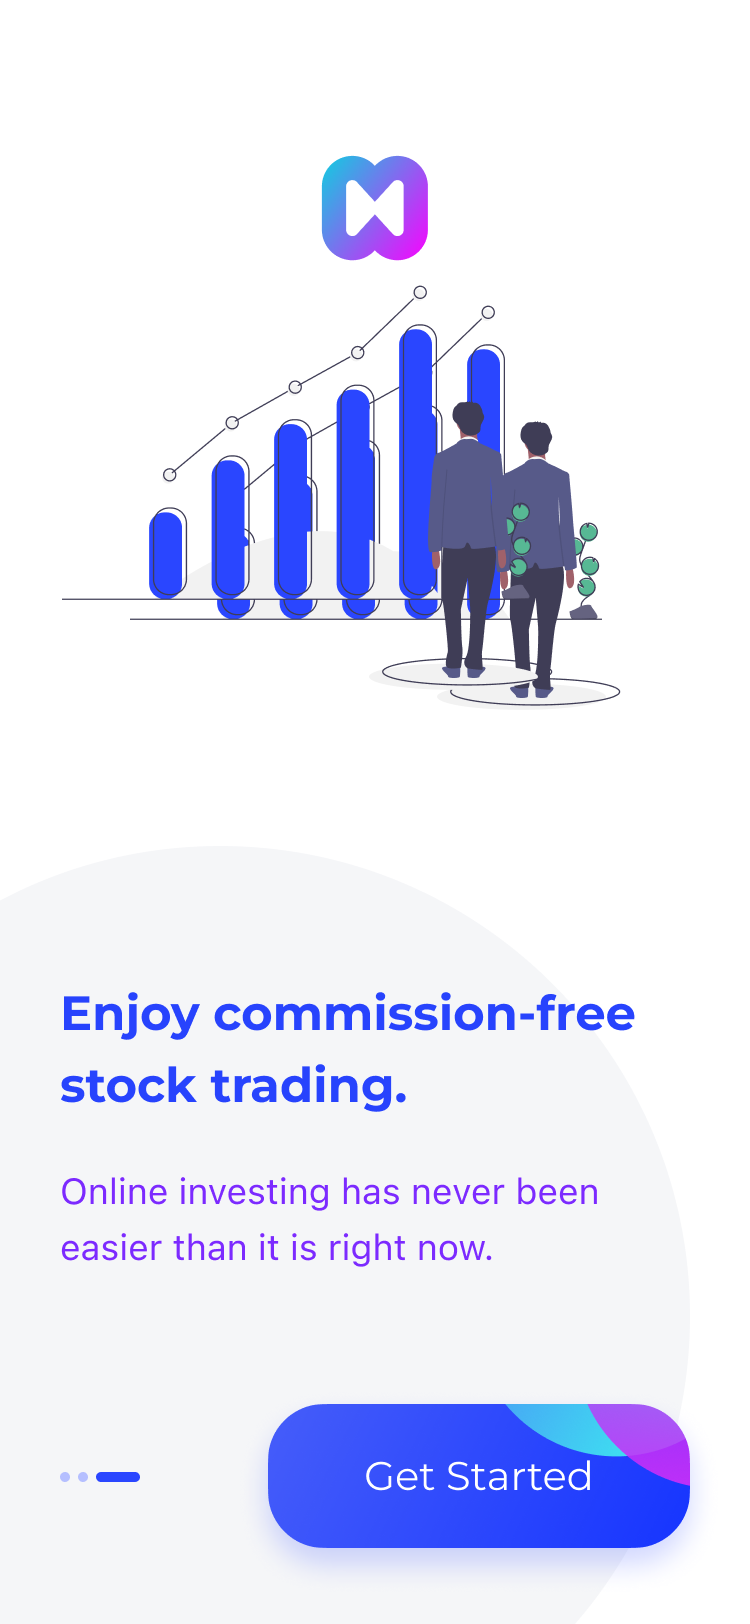 Enjoy commission-free
stock trading.
Online investing has never been
easier than it is right now.
Get Started